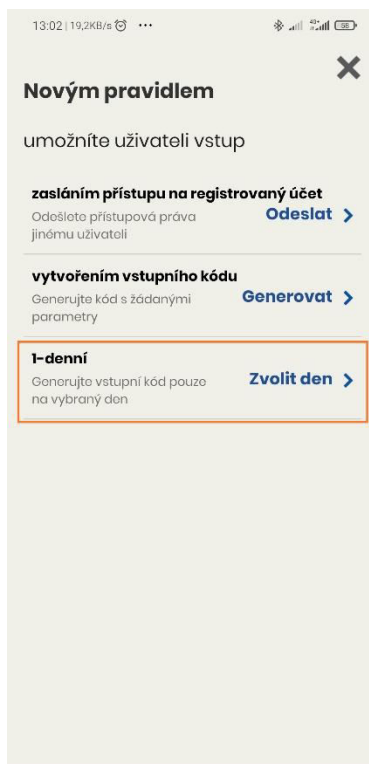 13:02 | 19,2KB/s ...
58
Novým pravidlem
umožníte uživateli vstup
zasláním přístupu na registrovaný účet
Odešlete přístupová práva
jinému uživateli
Odeslat
vytvořením vstupního kódu
Generujte kód s žádanými
parametry
Generovat
1-denní
Generujte vstupní kód pouze
na vybraný den
Zvolit den